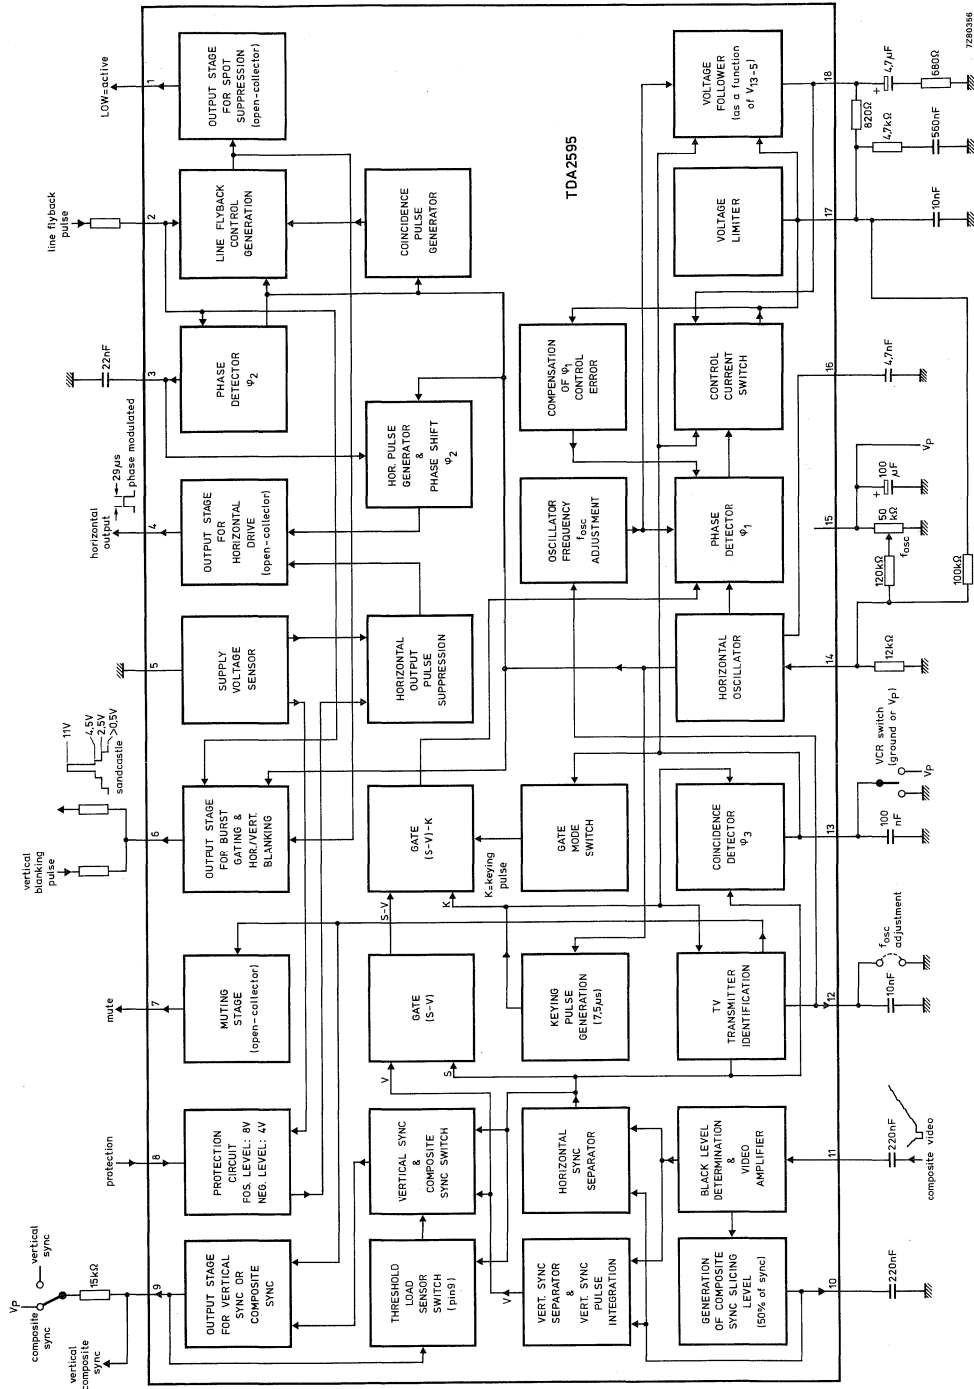 LOW=active
1
OUTPUT STAGE
FOR SPOT
SUPPRESSION
(open-collector)
line flyback
pulse
2
LINE FLYBACK
CONTROL
GENERATION
COINCIDENCE
PULSE
GENERATOR
22nF
3
PHASE
DETECTOR
φ2
HOR. PULSE
GENERATOR
&
PHASE SHIFT
φ2
29µs
phase modulated
horizontal
output
4
OUTPUT STAGE
FOR
HORIZONTAL
DRIVE
(open-collector)
5
SUPPLY
VOLTAGE
SENSOR
HORIZONTAL
OUTPUT
PULSE
SUPPRESSION
11V
4,5V
2,5V
>0,5V
sandcastle
vertical
blanking
pulse
6
OUTPUT STAGE
FOR BURST
GATING &
HOR./VERT.
BLANKING
GATE
(S-V)-K
K=keying
pulse
GATE
MODE
SWITCH
mute
7
MUTING
STAGE
(open-collector)
S-V
K
GATE
(S-V)
V
S
KEYING
PULSE
GENERATION
(7,5µs)
TV
TRANSMITTER
IDENTIFICATION
protection
8
PROTECTION
CIRCUIT
POS. LEVEL: 8V
NEG. LEVEL: 4V
VERTICAL SYNC
&
COMPOSITE
SYNC SWITCH
HORIZONTAL
SYNC
SEPARATOR
BLACK LEVEL
DETERMINATION
&
VIDEO
AMPLIFIER
Vp
vertical
sync
composite
sync
15kΩ
vertical
composite
sync
9
OUTPUT STAGE
FOR VERTICAL
SYNC OR
COMPOSITE
SYNC
THRESHOLD
LOAD
SENSOR
SWITCH
(pin9)
V
VERT. SYNC
SEPARATOR
&
VERT. SYNC
PULSE
INTEGRATION
GENERATION
OF COMPOSITE
SYNC SLICING
LEVEL
(50% of sync)
10
220nF
11
220nF
composite video
12
10nF
fosc
adjustment
COINCIDENCE
DETECTOR
φ3
13
100
nF
VCR switch
(ground or Vp)
Vp
HORIZONTAL
OSCILLATOR
14
12kΩ
120kΩ
100kΩ
OSCILLATOR
FREQUENCY
fosc
ADJUSTMENT
PHASE
DETECTOR
φ1
15
50
kΩ
fosc
+
100
µF
Vp
COMPENSATION
OF φ1
CONTROL
ERROR
CONTROL
CURRENT
SWITCH
16
4,7nF
TDA2595
VOLTAGE
LIMITER
17
10nF
VOLTAGE
FOLLOWER
(as a function
of V13-5)
18
820Ω
4,7kΩ
560nF
+
4,7µF
680Ω
7Z80356